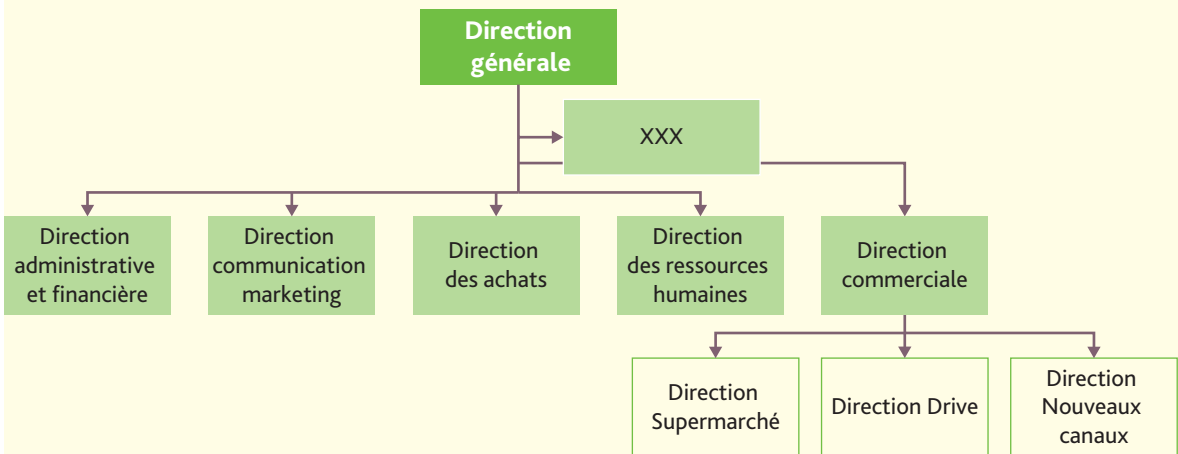 Direction
générale
XXX
Direction
administrative
et financière
Direction
communication
marketing
Direction
des achats
Direction
des ressources
humaines
Direction
commerciale
Direction
Supermarché
Direction Drive
Direction
Nouveaux
canaux